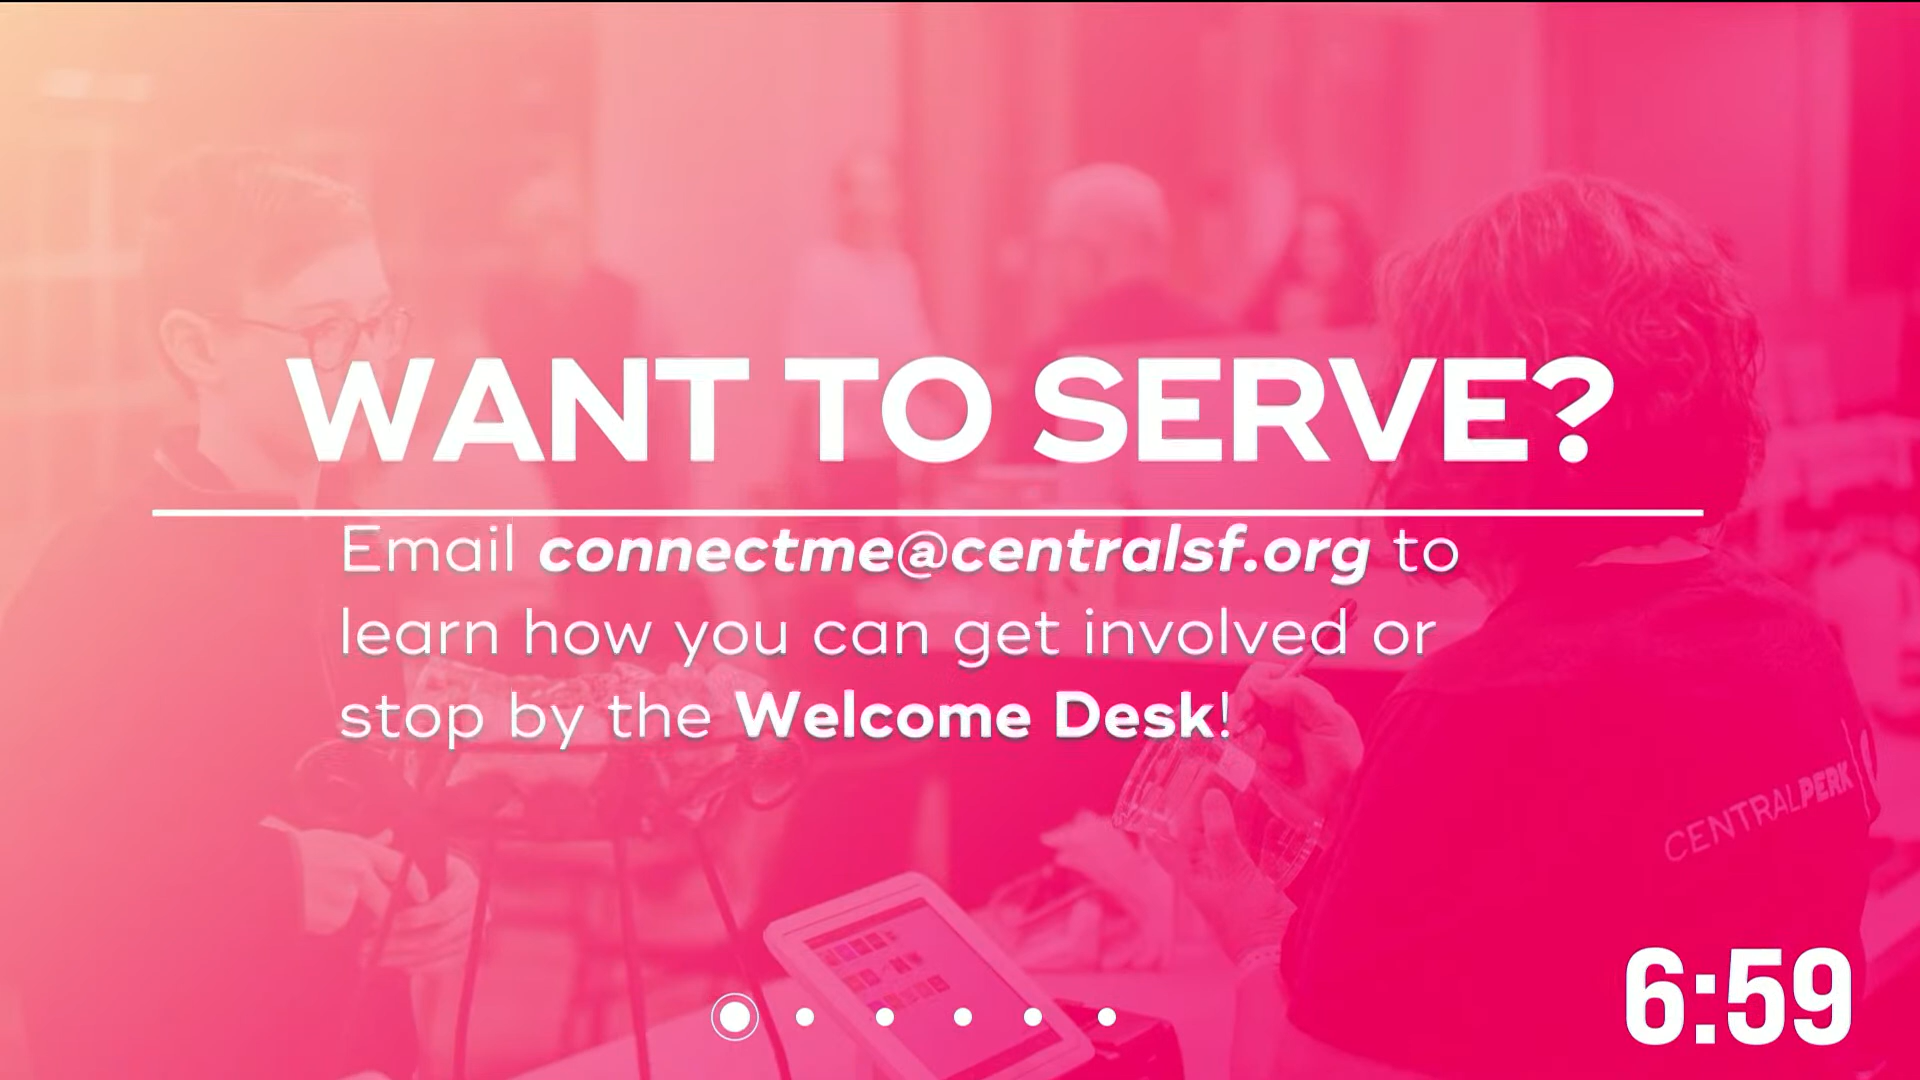 WANT TO SERVE?
Email connectme@centralsf.org to
learn how you can get involved or
stop by the Welcome Desk!
CENTRALPERK
6:59